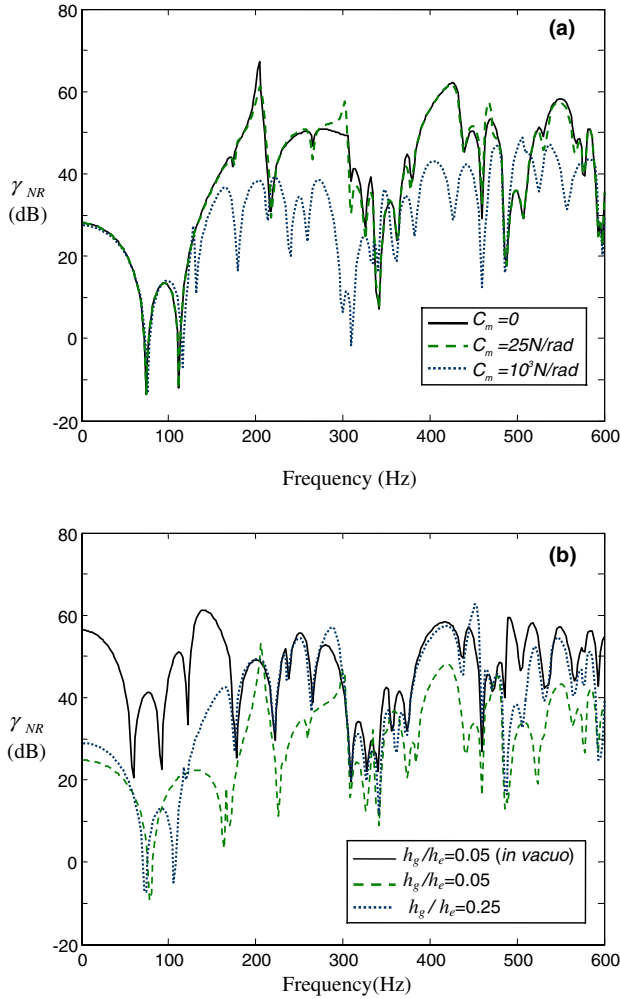 (a)
80
60
40
20
0
-20
γ NR
(dB)
C m =0
C m =25N/rad
C m =10³N/rad
0 100 200 300 400 500 600
Frequency (Hz)
(b)
80
60
40
20
0
-20
γ NR
(dB)
h g / h e =0.05 (in vacuo)
h g / h e =0.05
h g / h e =0.25
0 100 200 300 400 500 600
Frequency(Hz)